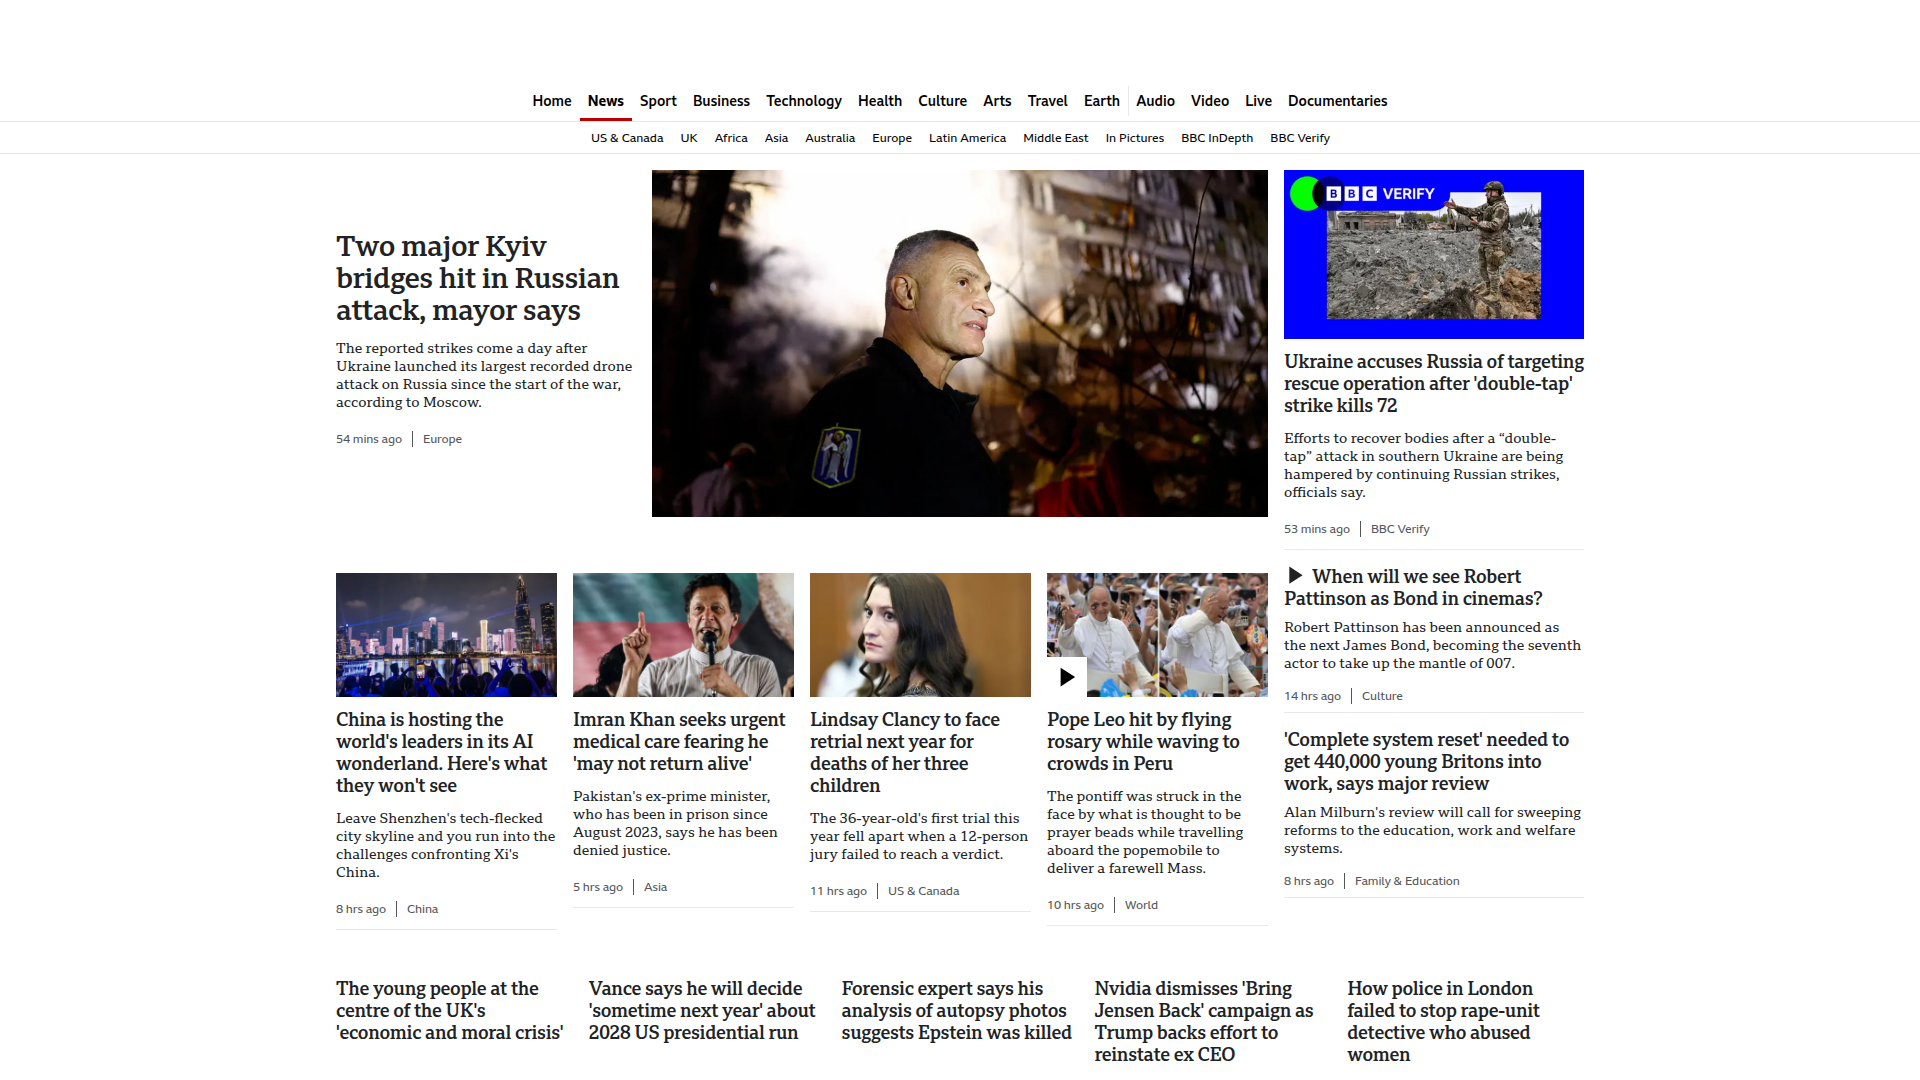 Home News Sport Business Technology Health Culture Arts Travel Earth Audio Video Live Documentaries
US & Canada UK Africa Asia Australia Europe Latin America Middle East In Pictures BBC InDepth BBC Verify
Two major Kyiv
bridges hit in Russian
attack, mayor says
The reported strikes come a day after
Ukraine launched its largest recorded drone
attack on Russia since the start of the war,
according to Moscow.
54 mins ago
Europe
BBC VERIFY
Ukraine accuses Russia of targeting
rescue operation after 'double-tap'
strike kills 72
Efforts to recover bodies after a “double-
tap” attack in southern Ukraine are being
hampered by continuing Russian strikes,
officials say.
53 mins ago
BBC Verify
When will we see Robert
Pattinson as Bond in cinemas?
Robert Pattinson has been announced as
the next James Bond, becoming the seventh
actor to take up the mantle of 007.
14 hrs ago
Culture
'Complete system reset' needed to
get 440,000 young Britons into
work, says major review
Alan Milburn's review will call for sweeping
reforms to the education, work and welfare
systems.
8 hrs ago
Family & Education
China is hosting the
world's leaders in its AI
wonderland. Here's what
they won't see
Leave Shenzhen's tech-flecked
city skyline and you run into the
challenges confronting Xi's
China.
8 hrs ago
China
Imran Khan seeks urgent
medical care fearing he
'may not return alive'
Pakistan's ex-prime minister,
who has been in prison since
August 2023, says he has been
denied justice.
5 hrs ago
Asia
Lindsay Clancy to face
retrial next year for
deaths of her three
children
The 36-year-old's first trial this
year fell apart when a 12-person
jury failed to reach a verdict.
11 hrs ago
US & Canada
Pope Leo hit by flying
rosary while waving to
crowds in Peru
The pontiff was struck in the
face by what is thought to be
prayer beads while travelling
aboard the popemobile to
deliver a farewell Mass.
10 hrs ago
World
The young people at the
centre of the UK's
'economic and moral crisis'
Vance says he will decide
'sometime next year' about
2028 US presidential run
Forensic expert says his
analysis of autopsy photos
suggests Epstein was killed
Nvidia dismisses 'Bring
Jensen Back' campaign as
Trump backs effort to
reinstate ex CEO
How police in London
failed to stop rape-unit
detective who abused
women